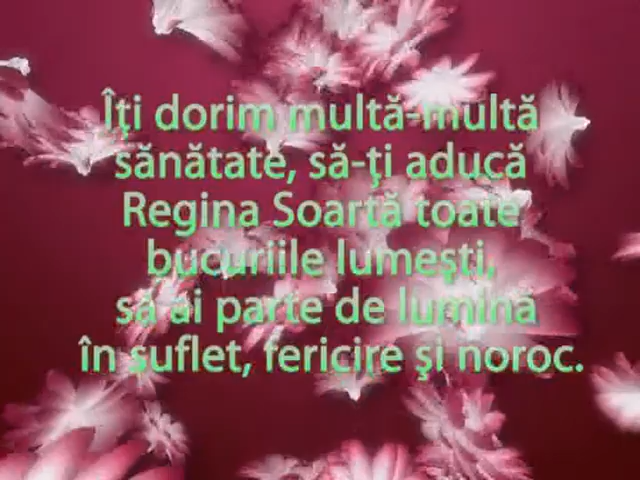 Îţi dorim multă-multă
sănătate, să-ţi aducă
Regina Soartă toate
bucuriile lumeşti,
să ai parte de lumină
în suflet, fericire şi noroc.